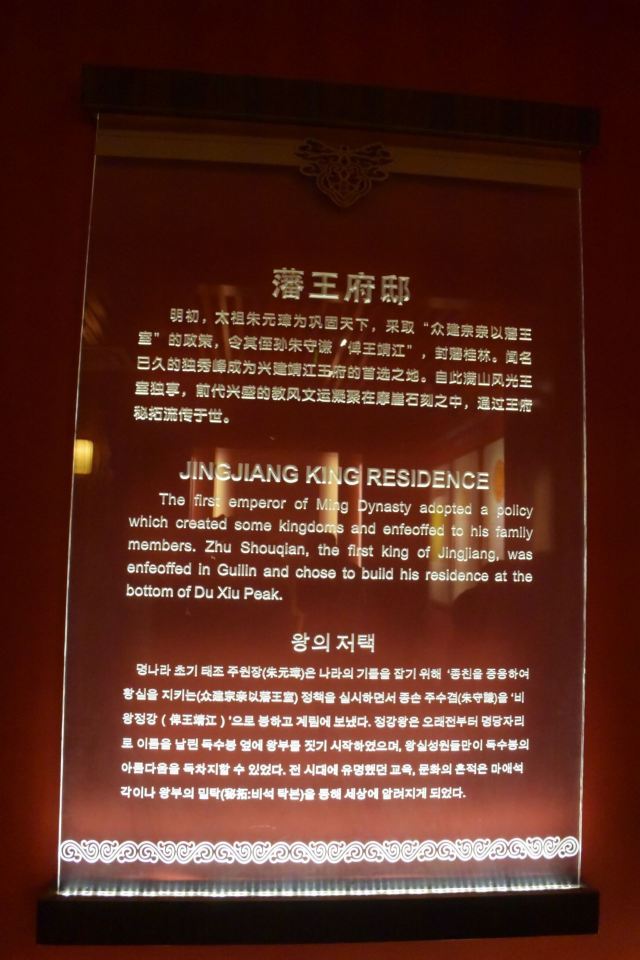 藩王府邸
明初，太祖朱元璋为巩固天下，采取“众建宗亲以藩王
室”的政策，令其侄孙朱守谦“俾王靖江”，封藩桂林。闻名
已久的独秀峰成为兴建靖江王府的首选之地。自此满山风光王
室独享，前代兴盛的教风文运凝聚在摩崖石刻之中，通过王府
秘拓流传于世。
JINGJIANG KING RESIDENCE
The first emperor of Ming Dynasty adopted a policy
which created some kingdoms and enfeoffed to his family
members. Zhu Shouqian, the first king of Jingjiang, was
enfeoffed in Guilin and chose to build his residence at the
bottom of Du Xiu Peak.
왕의 저택
명나라 초기 태조 주원장(朱元璋)은 나라의 기틀을 잡기 위해 ‘종친을 중용하여
황실을 지키는(众建宗亲以藩王室) 정책을 실시하면서 종손 주수겸(朱守謙)을 ‘비
왕정강 ( 俾王靖江 ) ’으로 봉하고 계림에 보냈다. 정강왕은 오래전부터 명당자리
로 이름을 날린 독수봉 옆에 왕부를 짓기 시작하였으며, 왕실성원들만이 독수봉의
아름다움을 독차지할 수 있었다. 전 시대에 유명했던 교육, 문화의 흔적은 마애석
각이나 왕부의 밀탁(秘拓:비석 탁본)을 통해 세상에 알려지게 되었다.